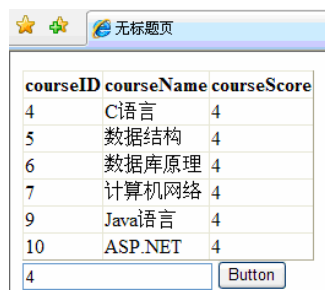 无标题页
courseID courseName courseScore
4 C语言 4
5 数据结构 4
6 数据库原理 4
7 计算机网络 4
9 Java语言 4
10 ASP.NET 4
4 Button